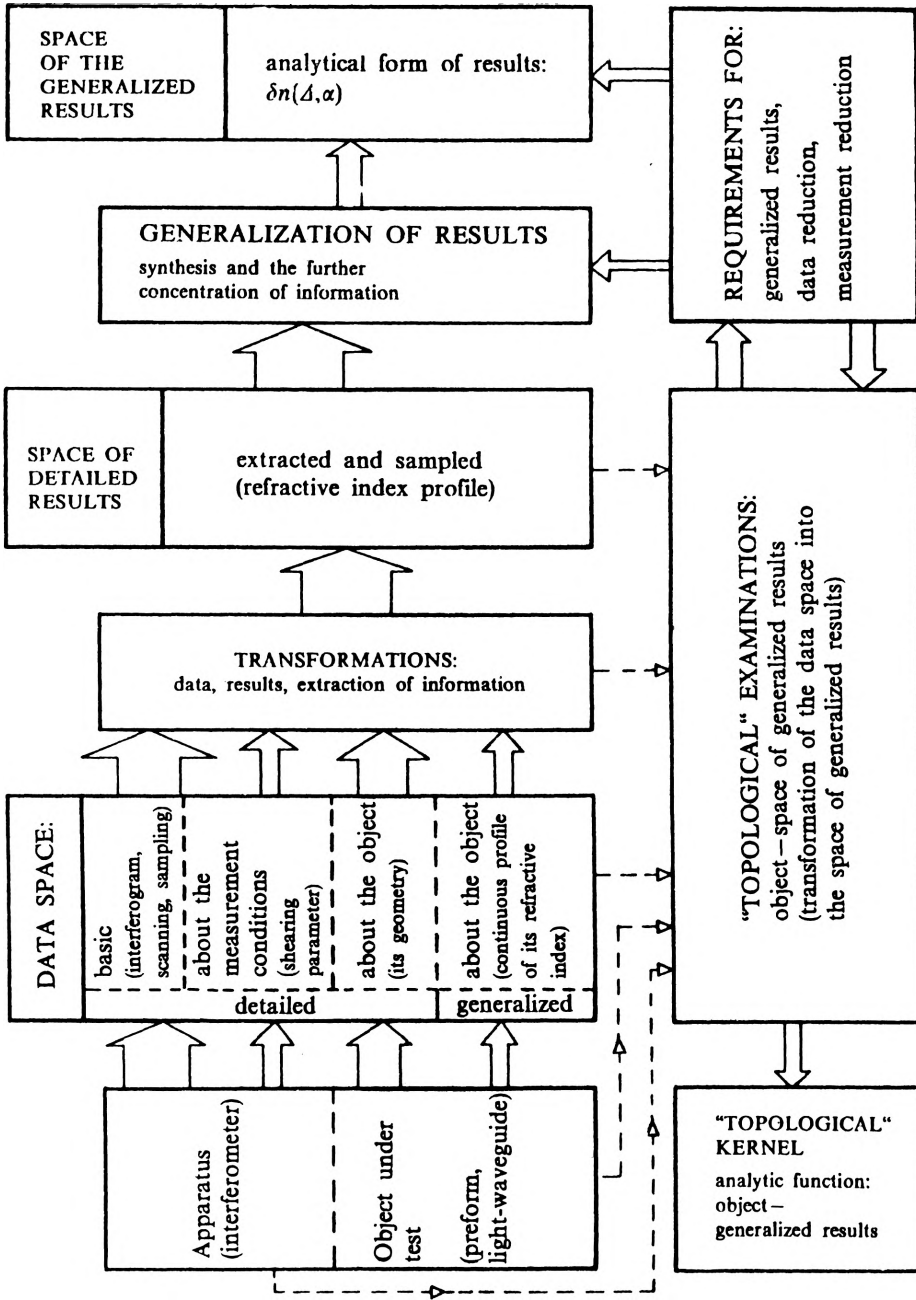 SPACE
OF THE
GENERALIZED
RESULTS
analytical form of results:
δn(Δ,α)
GENERALIZATION OF RESULTS
synthesis and the further
concentration of information
SPACE OF
DETAILED
RESULTS
extracted and sampled
(refractive index profile)
TRANSFORMATIONS:
data, results, extraction of information
DATA SPACE:
basic
(interferogram,
scanning, sampling)
about the
measurement
conditions
(shearing
parameter)
about the object
(its geometry)
about the object
(continuous profile
of its refractive
index)
detailed
generalized
Apparatus
(interferometer)
Object under
test
(preform,
light-waveguide)
REQUIREMENTS FOR:
generalized results,
data reduction,
measurement reduction
"TOPOLOGICAL" EXAMINATIONS:
object–space of generalized results
(transformation of the data space into
the space of generalized results)
"TOPOLOGICAL"
KERNEL
analytic function:
object–
generalized results